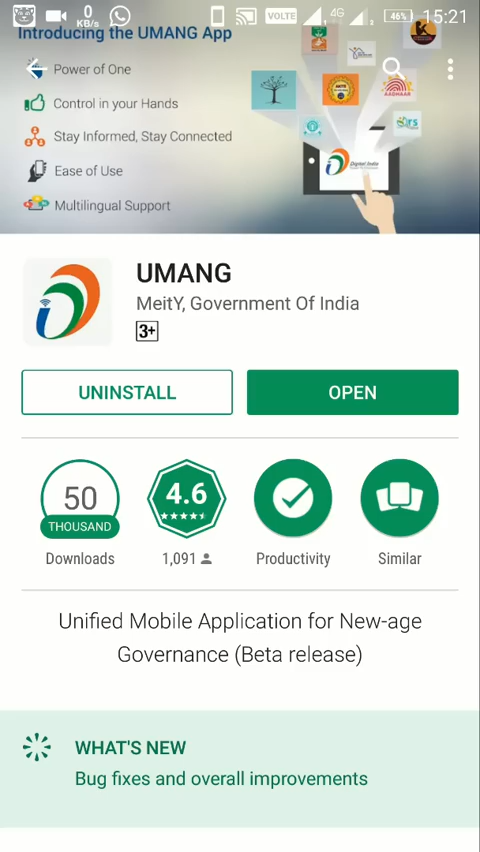 0
KB/s
VOLTE
4G
46%
15:21
Introducing the UMANG App
Power of One
Control in your Hands
Stay Informed, Stay Connected
Ease of Use
Multilingual Support
AADHAAR
Digital India
UMANG
MeitY, Government Of India
3+
UNINSTALL
OPEN
50
THOUSAND
4.6
Downloads
1,091
Productivity
Similar
Unified Mobile Application for New-age
Governance (Beta release)
WHAT'S NEW
Bug fixes and overall improvements